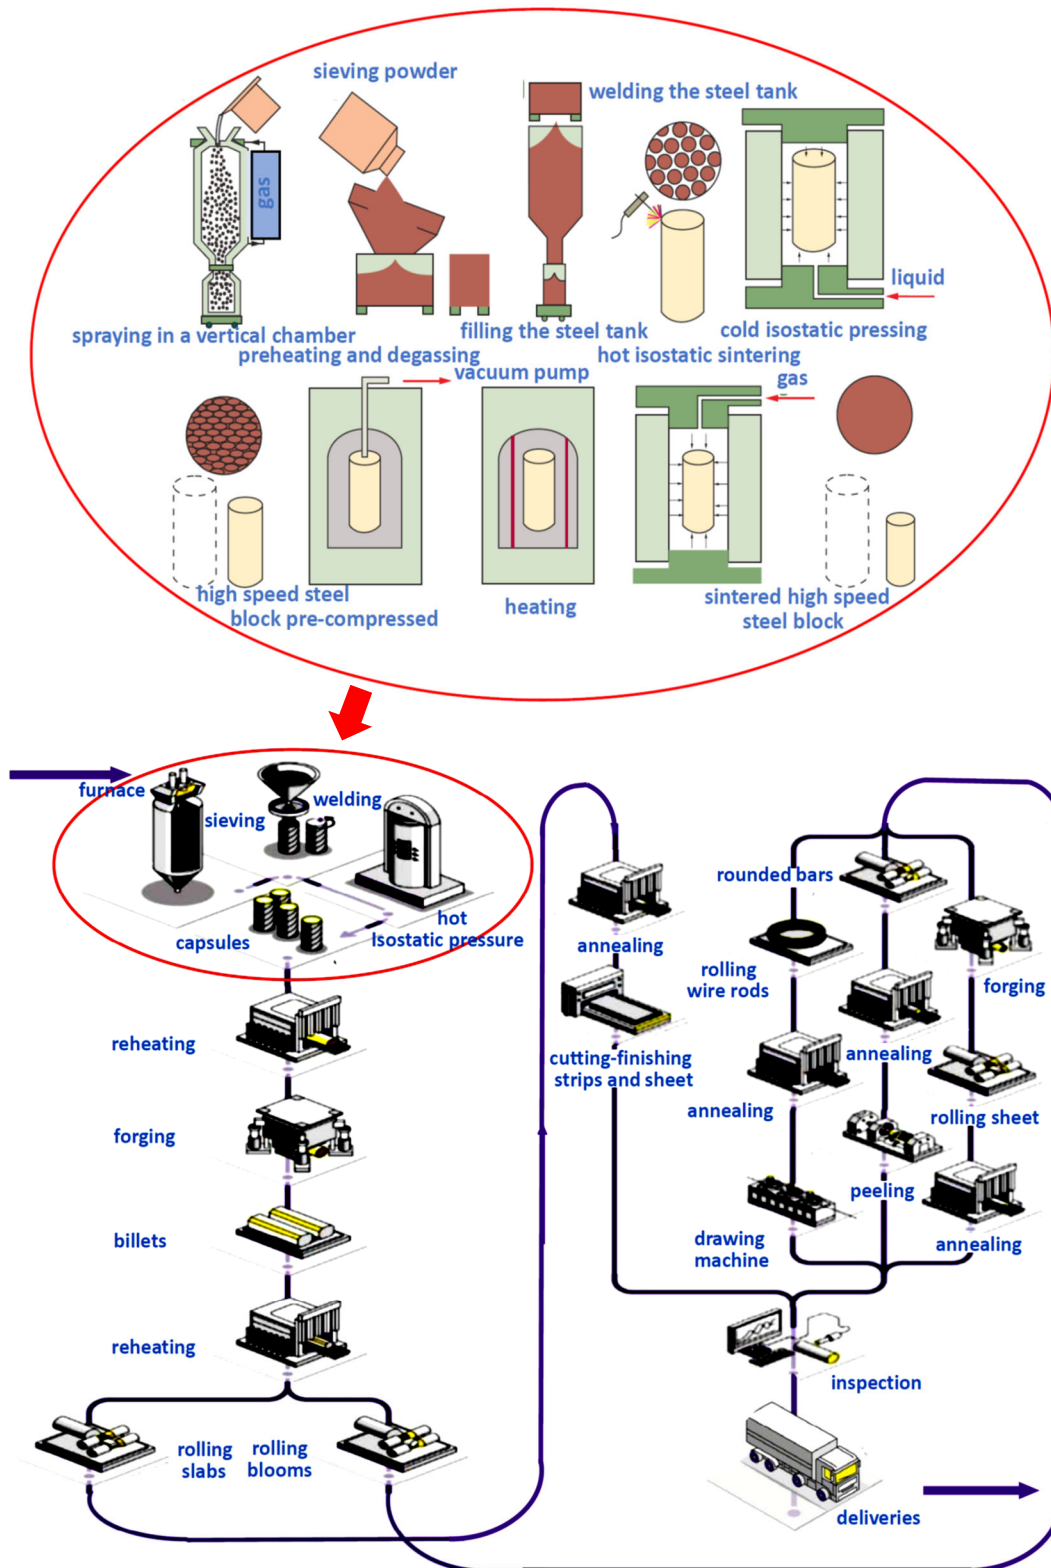 sieving powder
welding the steel tank
gas
liquid
spraying in a vertical chamber
filling the steel tank
cold isostatic pressing
preheating and degassing
hot isostatic sintering
vacuum pump
gas
high speed steel
block pre-compressed
heating
sintered high speed
steel block
furnace
sieving
welding
capsules
hot
Isostatic pressure
reheating
forging
billets
reheating
rolling
slabs
rolling
blooms
annealing
cutting-finishing
strips and sheet
rounded bars
rolling
wire rods
forging
annealing
annealing
rolling sheet
peeling
drawing
machine
annealing
inspection
deliveries